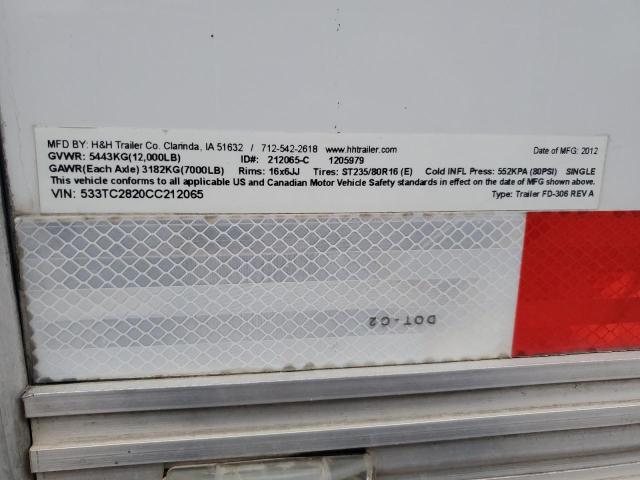 MFD BY: H&H Trailer Co. Clarinda, IA 51632 / 712-542-2618 www.hhtrailer.com Date of MFG: 2012
GVWR: 5443KG(12,000LB) ID#: 212065-C 1205979
GAWR(Each Axle) 3182KG(7000LB) Rims: 16x6JJ Tires: ST235/80R16 (E) Cold INFL Press: 552KPA (80PSI) SINGLE
This vehicle conforms to all applicable US and Canadian Motor Vehicle Safety standards in effect on the date of MFG shown above.
VIN: 533TC2820CC212065 Type: Trailer FD-306 REV A
DOT-C2